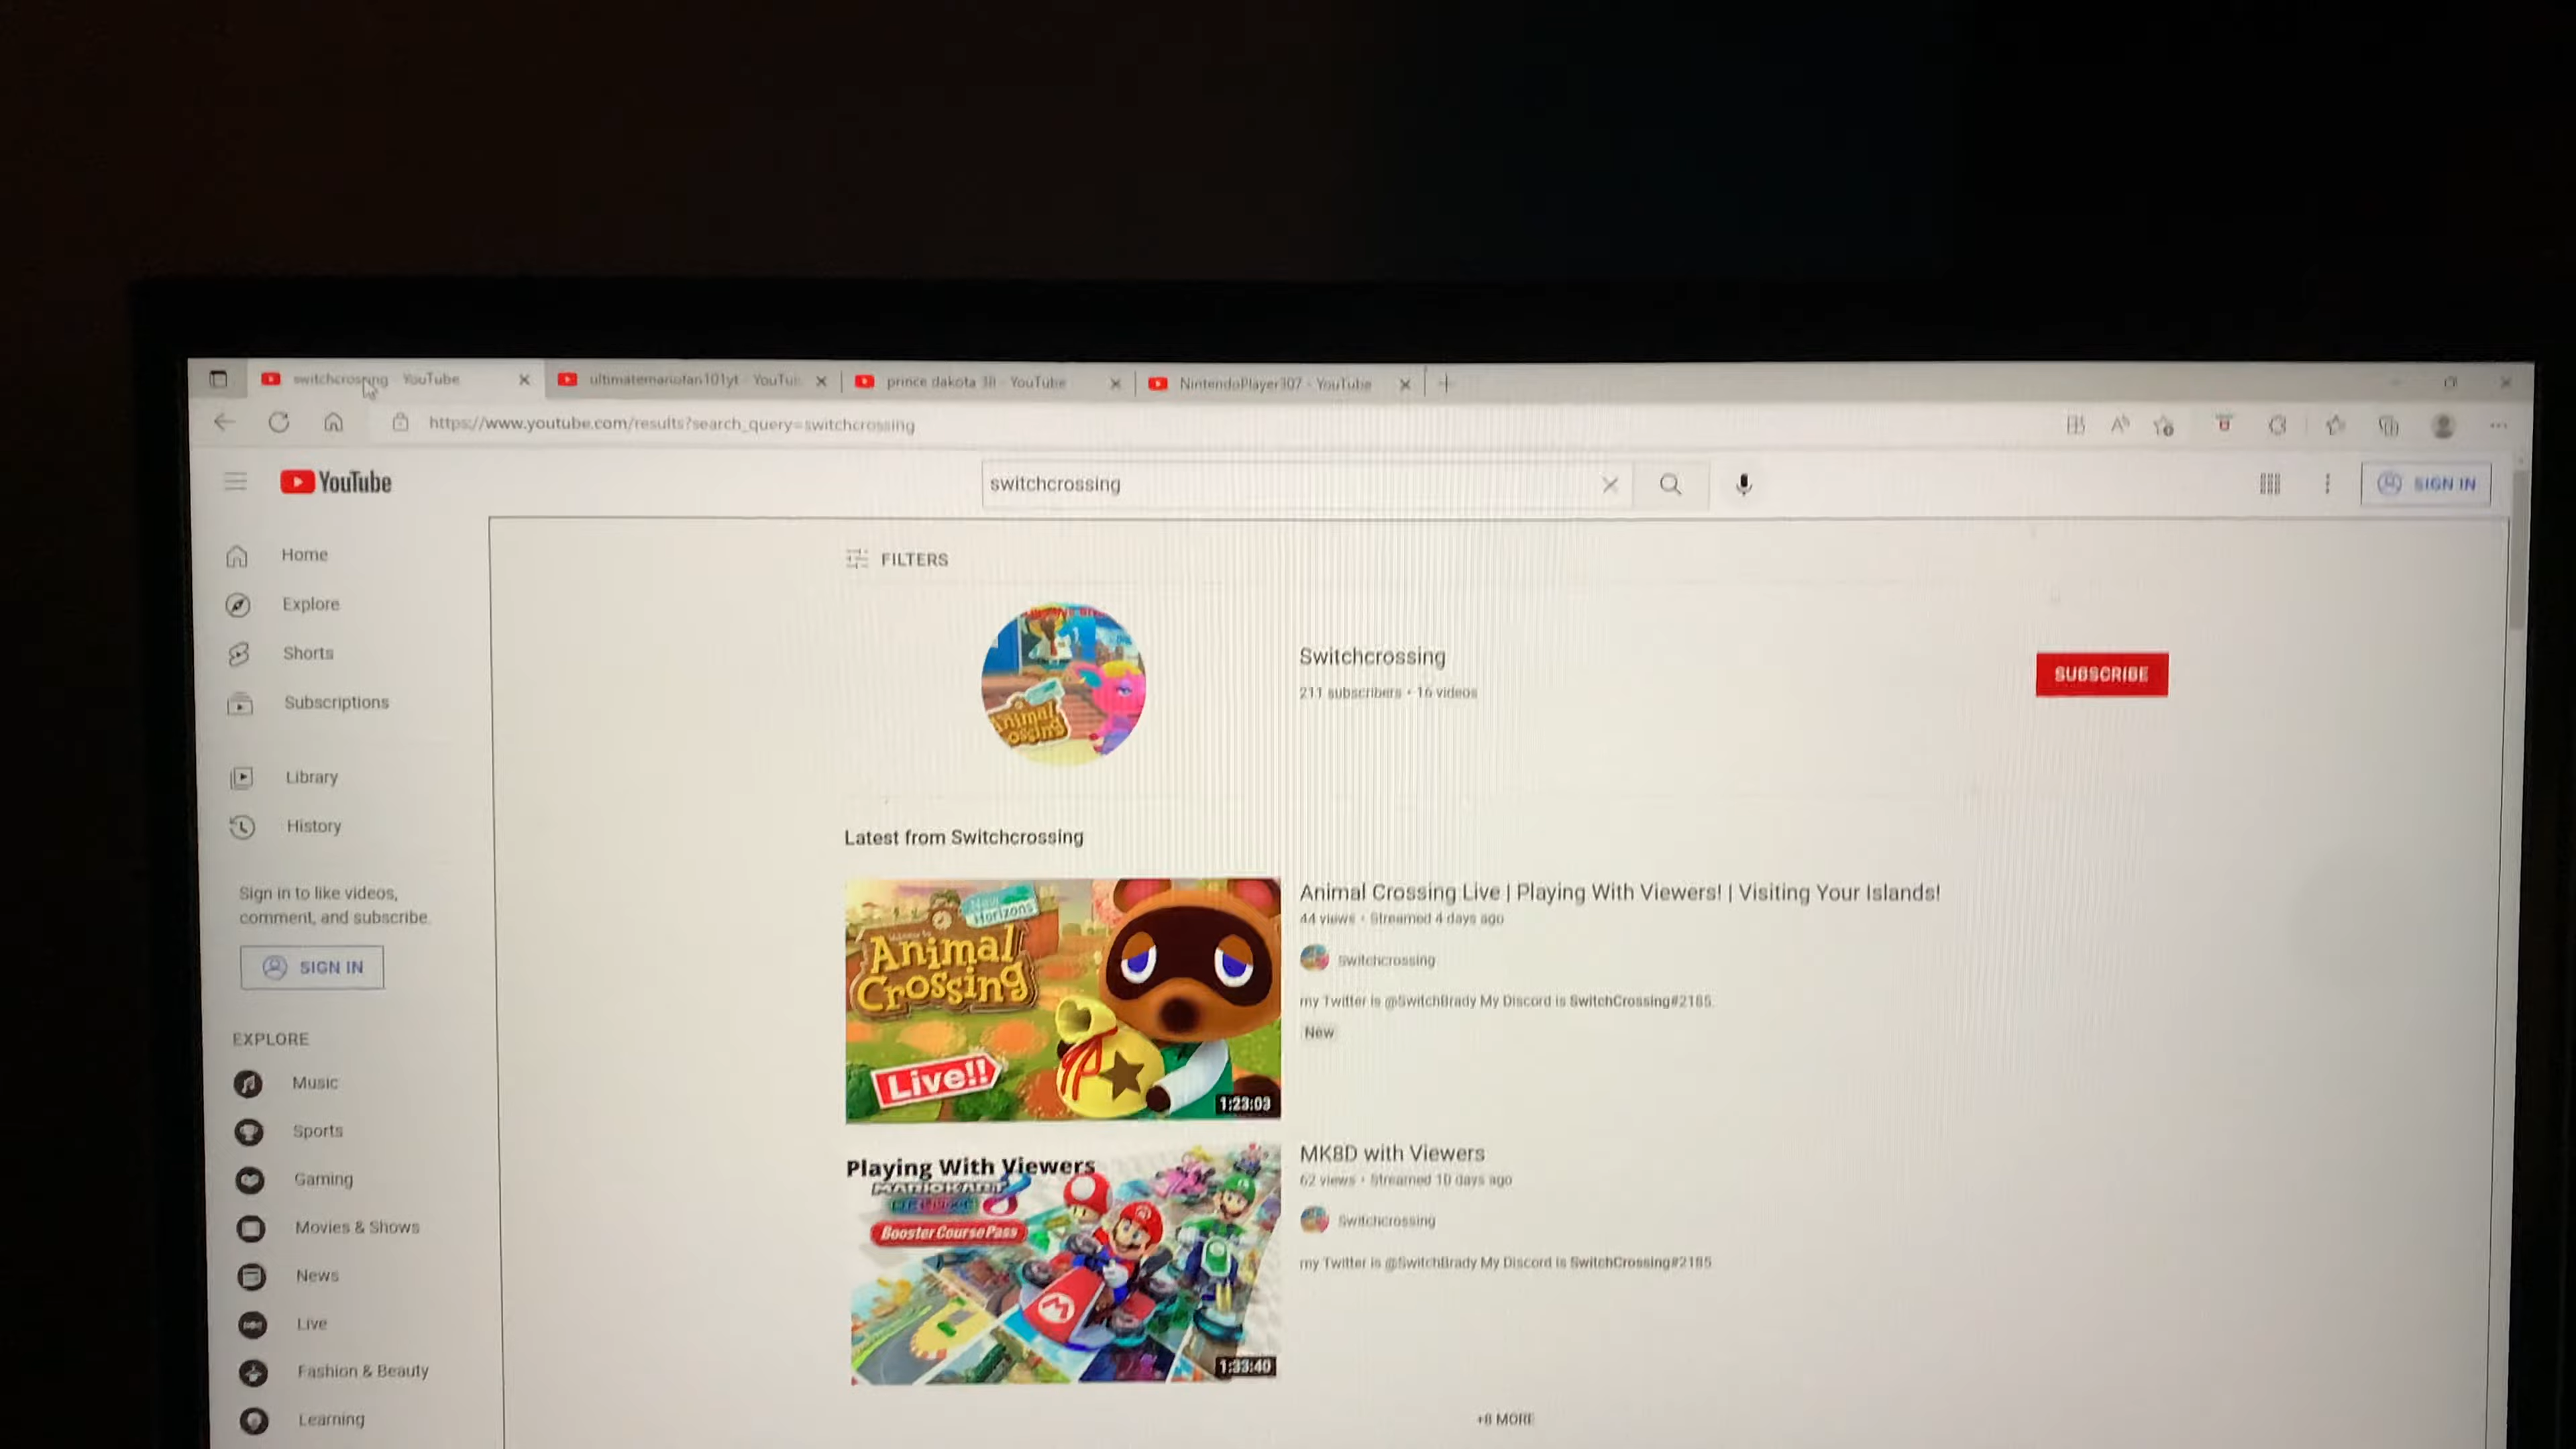 switchcrossing - YouTube
ultimatemariofan101yt - YouTub
prince dakota 3ii - YouTube
NintendoPlayer307 - YouTube
https://www.youtube.com/results?search_query=switchcrossing
YouTube
switchcrossing
SIGN IN
Home
Explore
Shorts
Subscriptions
Library
History
Sign in to like videos,
comment, and subscribe.
SIGN IN
EXPLORE
Music
Sports
Gaming
Movies & Shows
News
Live
Fashion & Beauty
Learning
FILTERS
Animal
ossing
Switchcrossing
211 subscribers • 16 videos
SUBSCRIBE
Latest from Switchcrossing
New
Horizons
Animal
Crossing
Live!!
1:23:03
Animal Crossing Live | Playing With Viewers! | Visiting Your Islands!
44 views • Streamed 4 days ago
Switchcrossing
my Twitter is @SwitchBrady My Discord is SwitchCrossing#2185
New
Playing With Viewers
MARIOKART
Booster Course Pass
1:33:40
MK8D with Viewers
62 views • Streamed 10 days ago
Switchcrossing
my Twitter is @SwitchBrady My Discord is SwitchCrossing#2185
+8 MORE